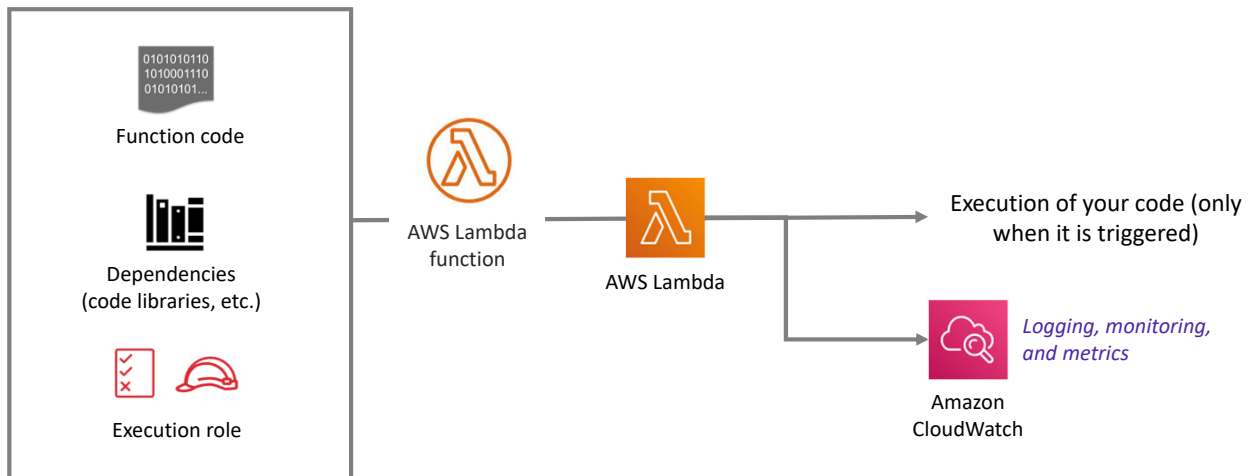 0101010110
1010001110
01010101...
Function code
Dependencies
(code libraries, etc.)
Execution role
AWS Lambda
function
AWS Lambda
Execution of your code (only
when it is triggered)
Logging, monitoring,
and metrics
Amazon
CloudWatch